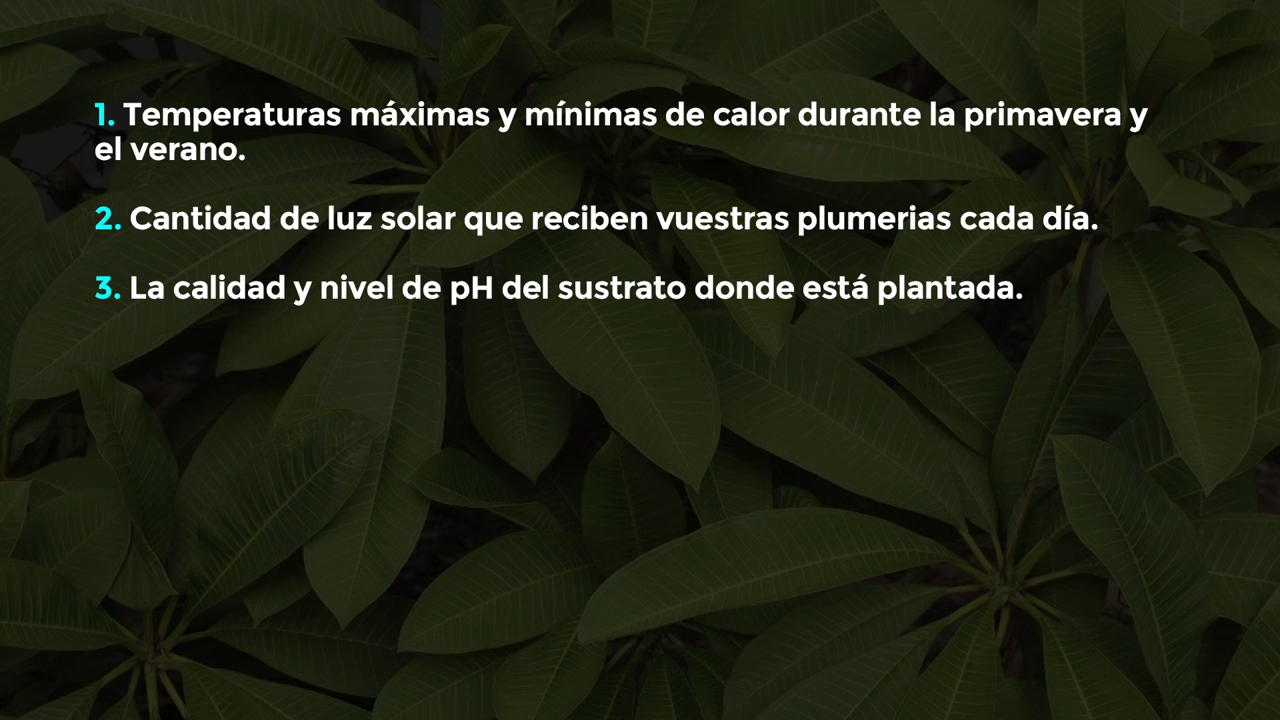 1. Temperaturas máximas y mínimas de calor durante la primavera y
el verano.
2. Cantidad de luz solar que reciben vuestras plumerias cada día.
3. La calidad y nivel de pH del sustrato donde está plantada.